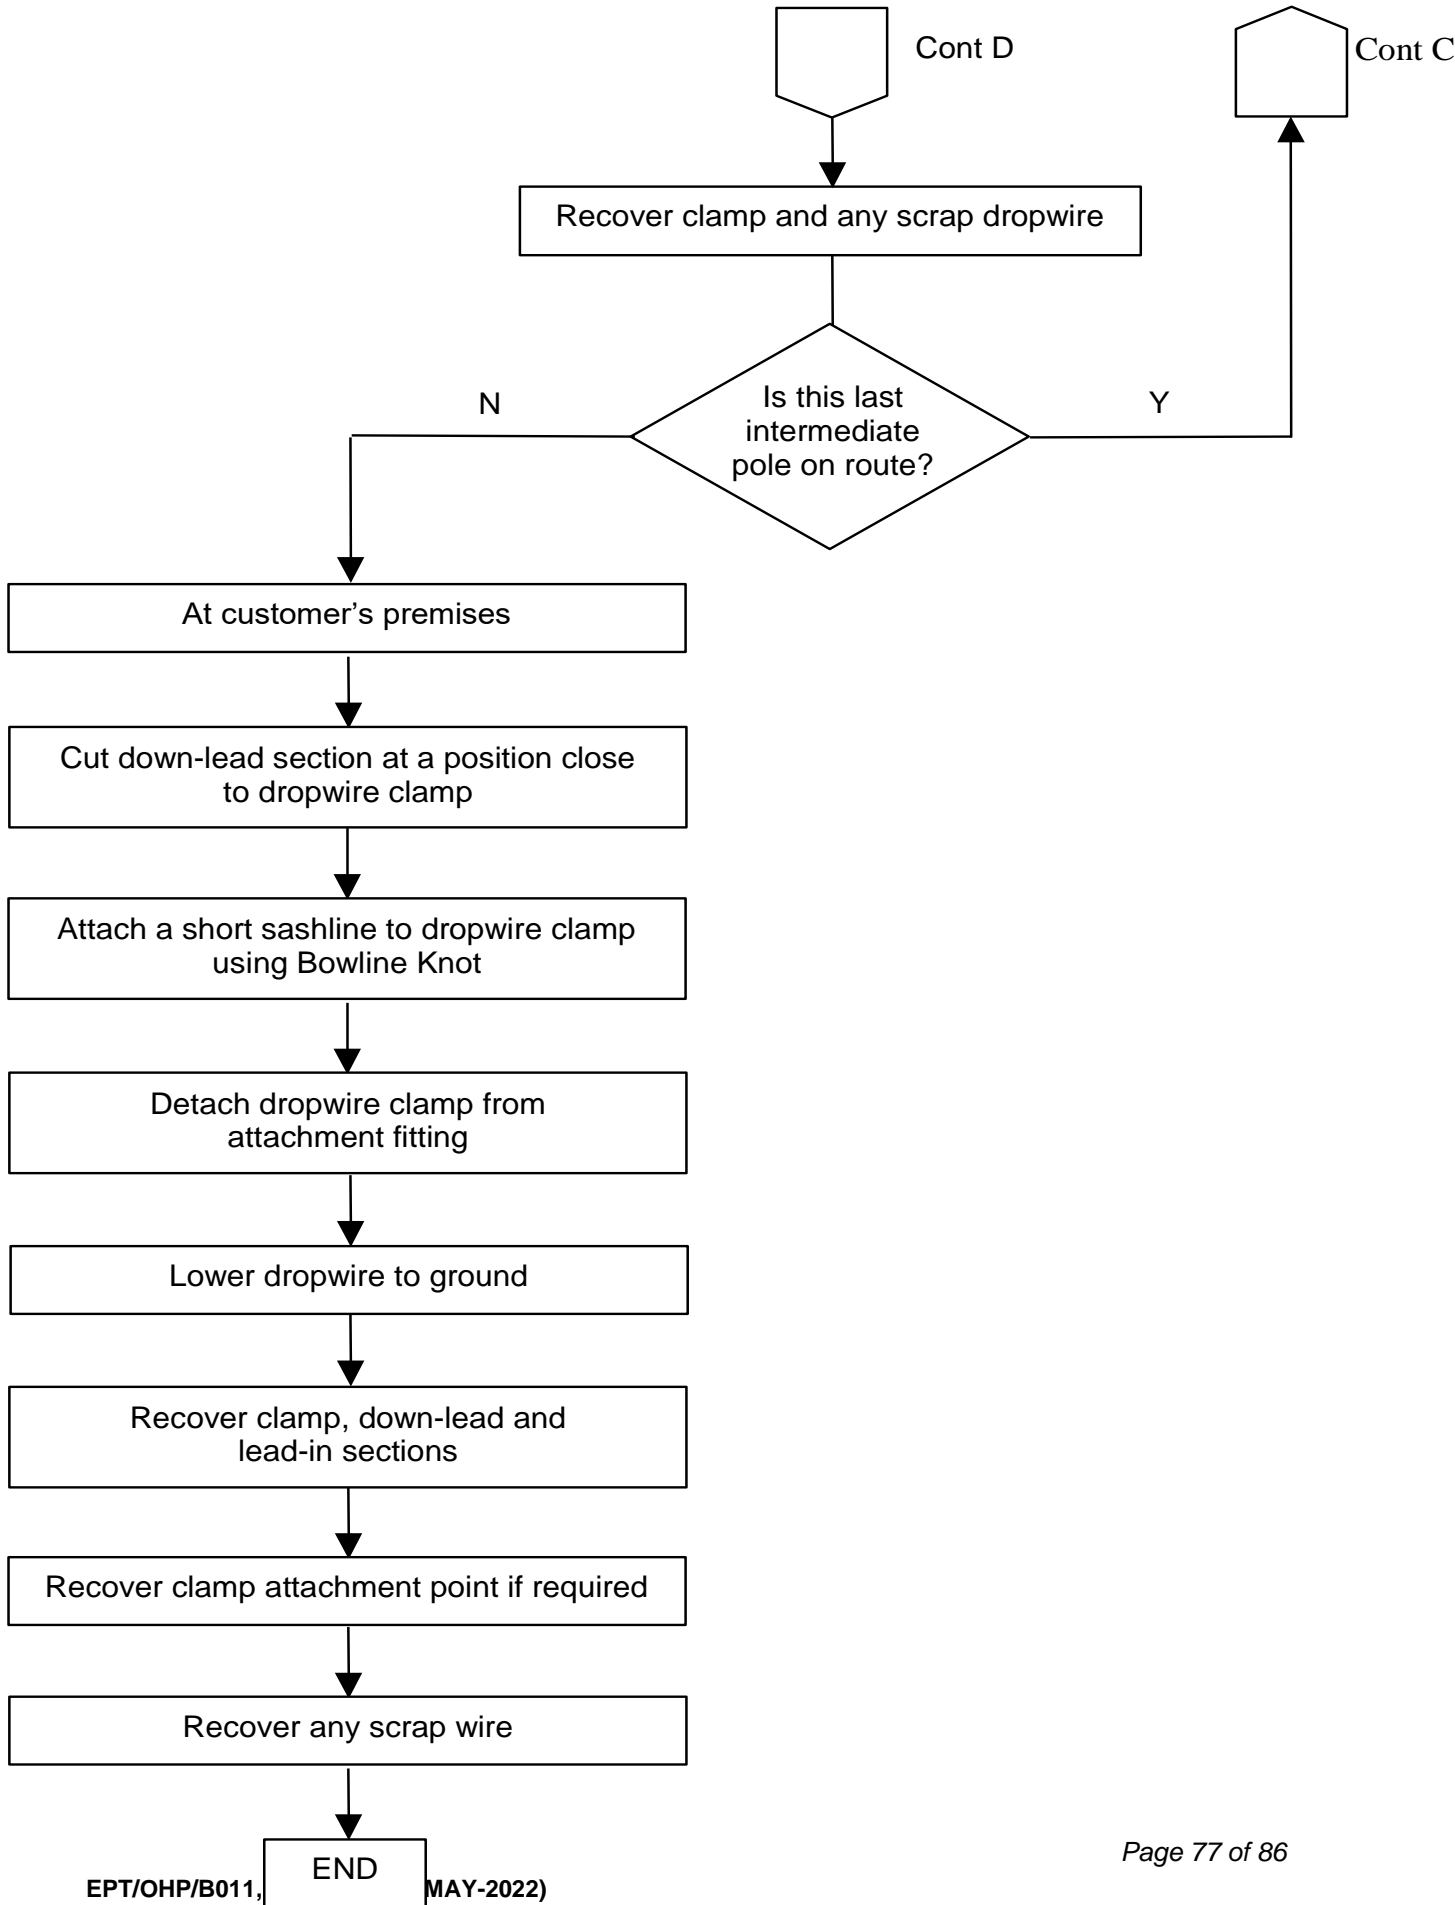 Cont D
Cont C
Recover clamp and any scrap dropwire
Is this last
intermediate
pole on route?
N
Y
At customer’s premises
Cut down-lead section at a position close
to dropwire clamp
Attach a short sashline to dropwire clamp
using Bowline Knot
Detach dropwire clamp from
attachment fitting
Lower dropwire to ground
Recover clamp, down-lead and
lead-in sections
Recover clamp attachment point if required
Recover any scrap wire
END
Page 77 of 86
EPT/OHP/B011, MAY-2022)